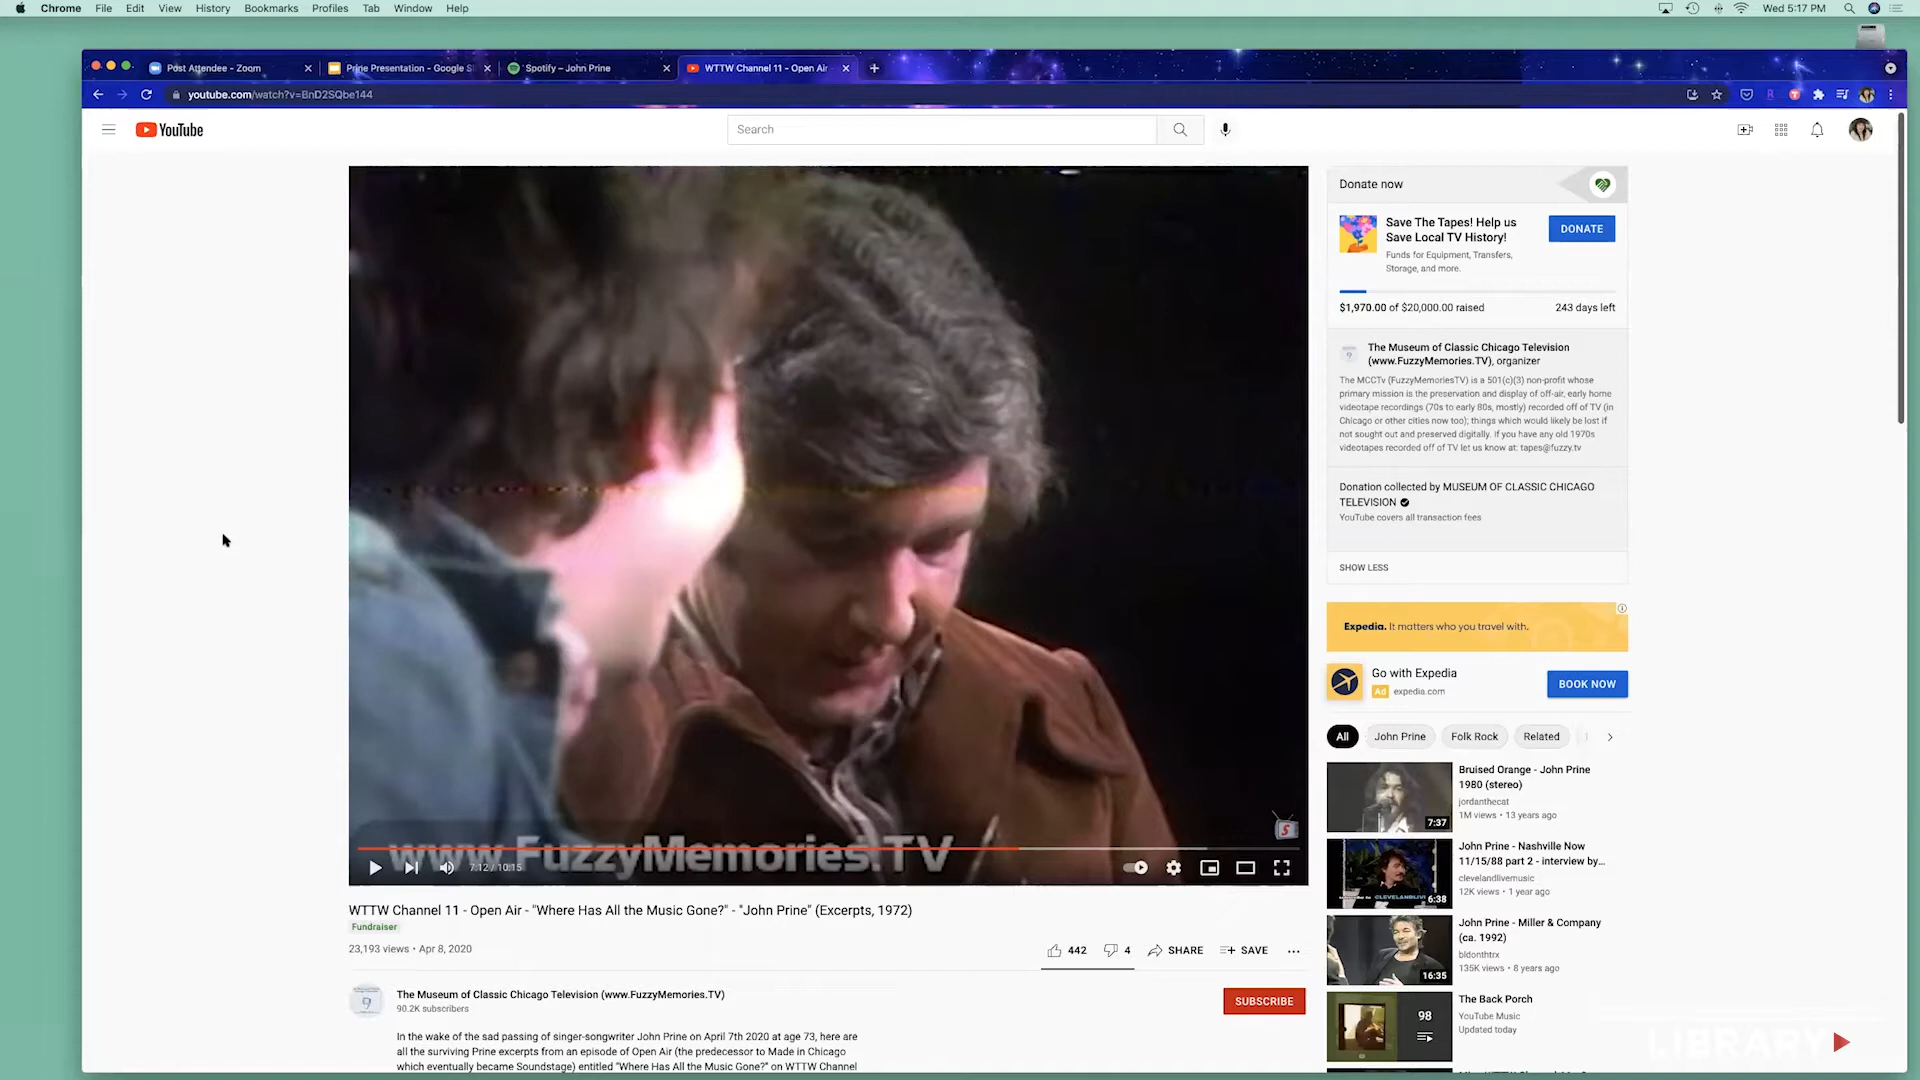 Chrome File Edit View History Bookmarks Profiles Tab Window Help
Wed 5:17 PM
Post Attendee - Zoom
Prine Presentation - Google S
Spotify – John Prine
WTTW Channel 11 - Open Air
youtube.com/watch?v=BnD2SQbe144
YouTube
Search
www.FuzzyMemories.TV
S
7:12 / 10:15
WTTW Channel 11 - Open Air - "Where Has All the Music Gone?" - "John Prine" (Excerpts, 1972)
Fundraiser
23,193 views • Apr 8, 2020
442
4
SHARE
SAVE
The Museum of Classic Chicago Television (www.FuzzyMemories.TV)
90.2K subscribers
SUBSCRIBE
In the wake of the sad passing of singer-songwriter John Prine on April 7th 2020 at age 73, here are
all the surviving Prine excerpts from an episode of Open Air (the predecessor to Made in Chicago
which eventually became Soundstage) entitled "Where Has All the Music Gone?" on WTTW Channel
Donate now
Save The Tapes! Help us
Save Local TV History!
DONATE
Funds for Equipment, Transfers,
Storage, and more.
$1,970.00 of $20,000.00 raised
243 days left
The Museum of Classic Chicago Television
(www.FuzzyMemories.TV), organizer
The MCCTv (FuzzyMemoriesTV) is a 501(c)(3) non-profit whose
primary mission is the preservation and display of off-air, early home
videotape recordings (70s to early 80s, mostly) recorded off of TV (in
Chicago or other cities now too); things which would likely be lost if
not sought out and preserved digitally. If you have any old 1970s
videotapes recorded off of TV let us know at: tapes@fuzzy.tv
Donation collected by MUSEUM OF CLASSIC CHICAGO
TELEVISION
YouTube covers all transaction fees
SHOW LESS
Expedia. It matters who you travel with.
Go with Expedia
Ad expedia.com
BOOK NOW
All
John Prine
Folk Rock
Related
Bruised Orange - John Prine
1980 (stereo)
jordanthecat
1M views • 13 years ago
7:37
John Prine - Nashville Now
11/15/88 part 2 - interview by...
clevelandlivemusic
12K views • 1 year ago
6:38
John Prine - Miller & Company
(ca. 1992)
bldonthtrx
135K views • 8 years ago
16:35
The Back Porch
YouTube Music
Updated today
98
LIBRARY